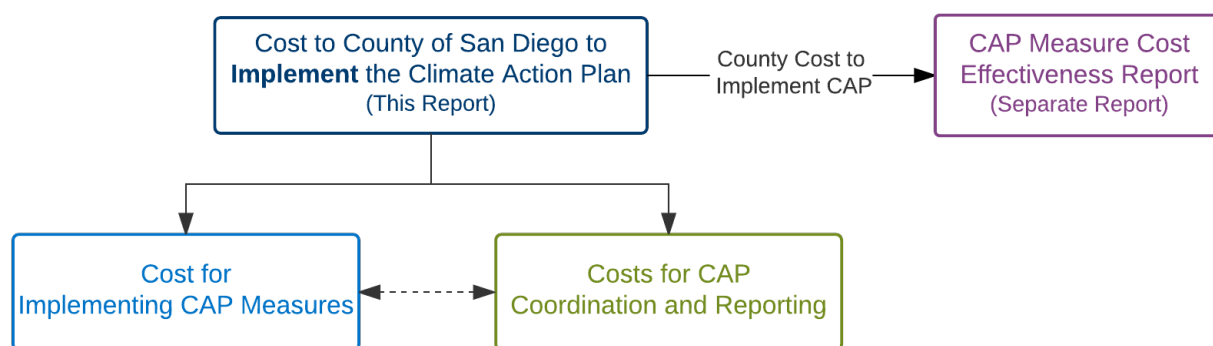 Cost to County of San Diego to
Implement the Climate Action Plan
(This Report)
County Cost to
Implement CAP
CAP Measure Cost
Effectiveness Report
(Separate Report)
Cost for
Implementing CAP Measures
Costs for CAP
Coordination and Reporting